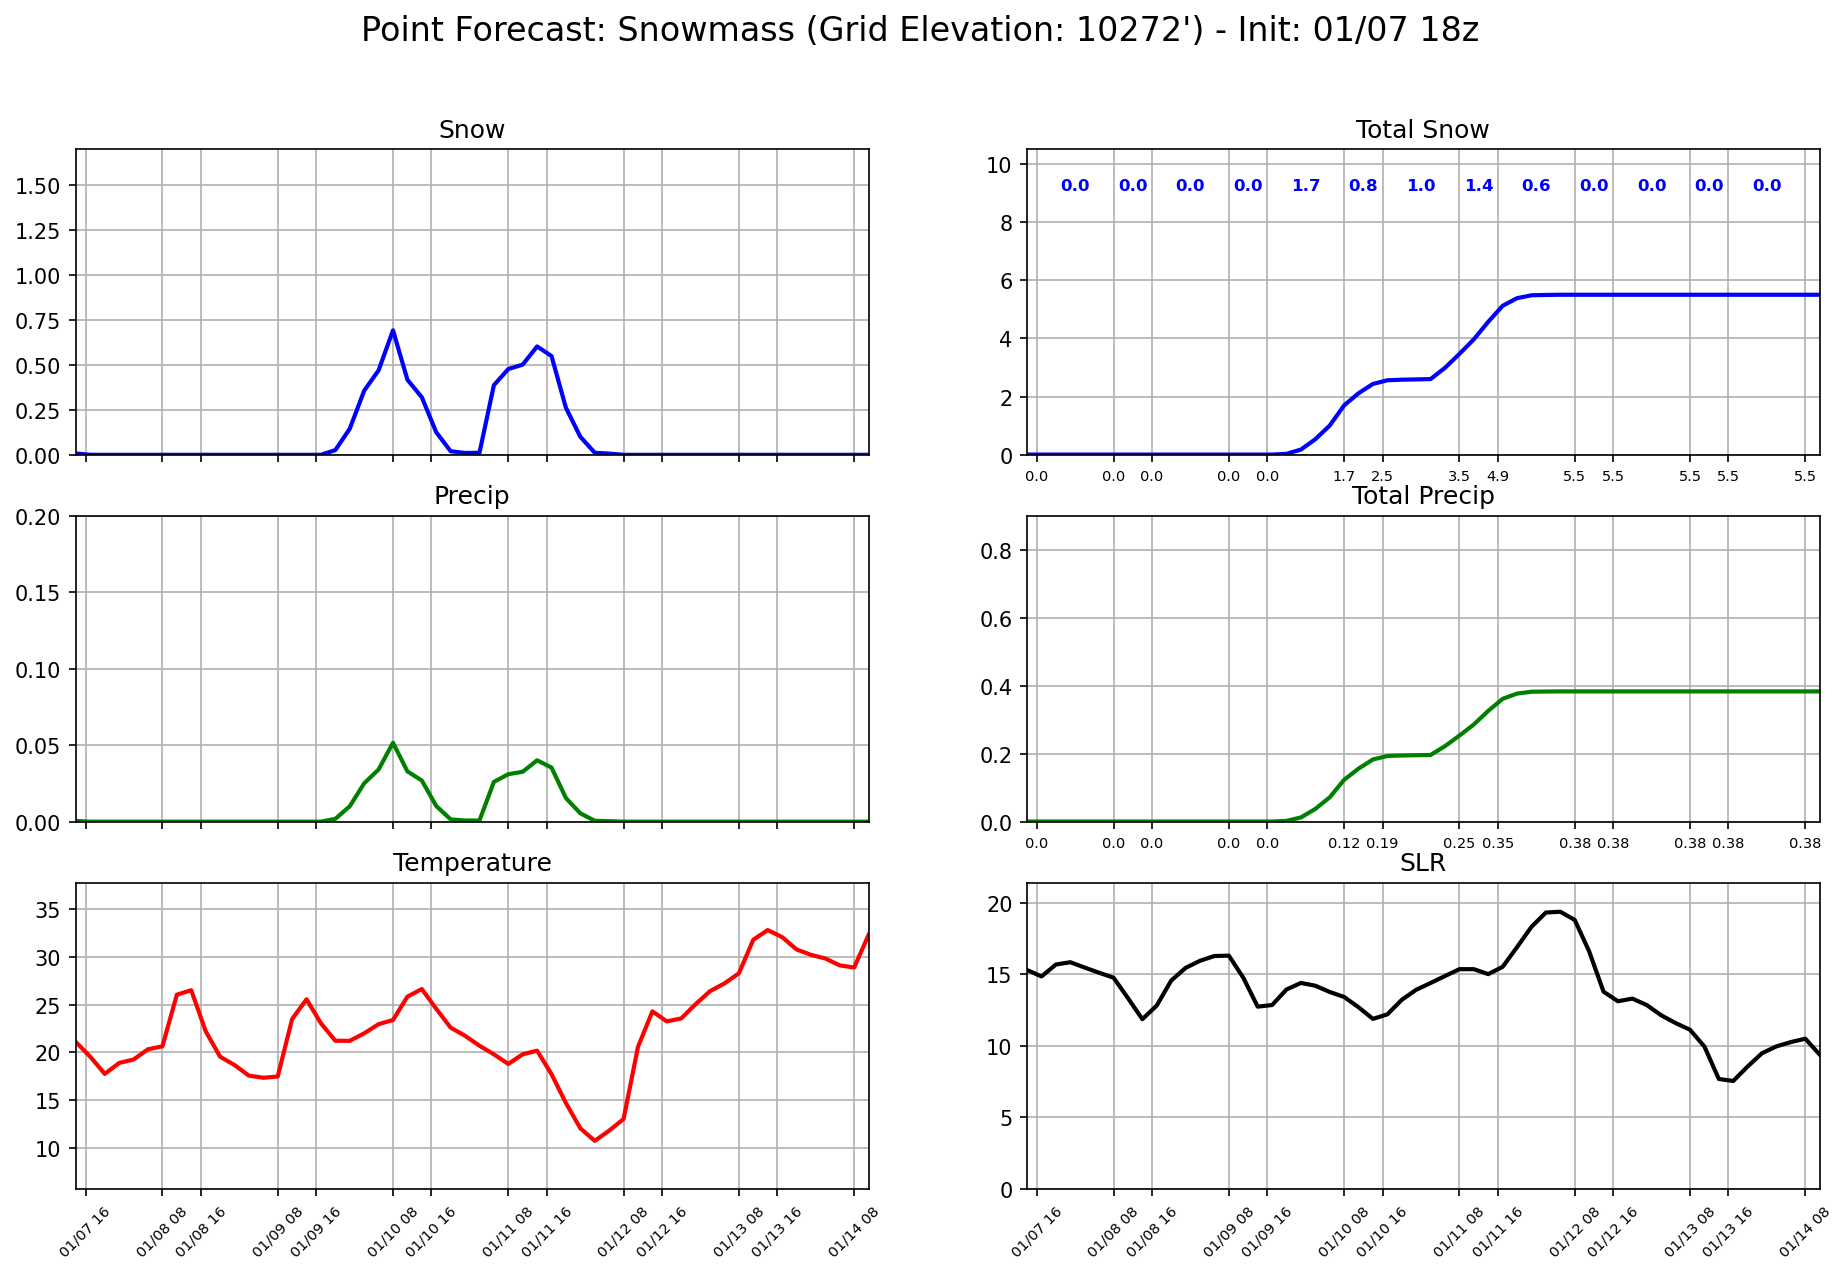 Point Forecast: Snowmass (Grid Elevation: 10272') - Init: 01/07 18z
Snow
1.50
1.25
1.00
0.75
0.50
0.25
0.00
Total Snow
10
8
6
4
2
0
0.0 0.0 0.0 0.0 1.7 0.8 1.0 1.4 0.6 0.0 0.0 0.0 0.0
0.0 0.0 0.0 0.0 0.0 1.7 2.5 3.5 4.9 5.5 5.5 5.5 5.5 5.5
Precip
0.20
0.15
0.10
0.05
0.00
Total Precip
0.8
0.6
0.4
0.2
0.0
0.0 0.0 0.0 0.0 0.0 0.12 0.19 0.25 0.35 0.38 0.38 0.38 0.38 0.38
Temperature
35
30
25
20
15
10
01/07 16 01/08 08 01/08 16 01/09 08 01/09 16 01/10 08 01/10 16 01/11 08 01/11 16 01/12 08 01/12 16 01/13 08 01/13 16 01/14 08
SLR
20
15
10
5
0
01/07 16 01/08 08 01/08 16 01/09 08 01/09 16 01/10 08 01/10 16 01/11 08 01/11 16 01/12 08 01/12 16 01/13 08 01/13 16 01/14 08